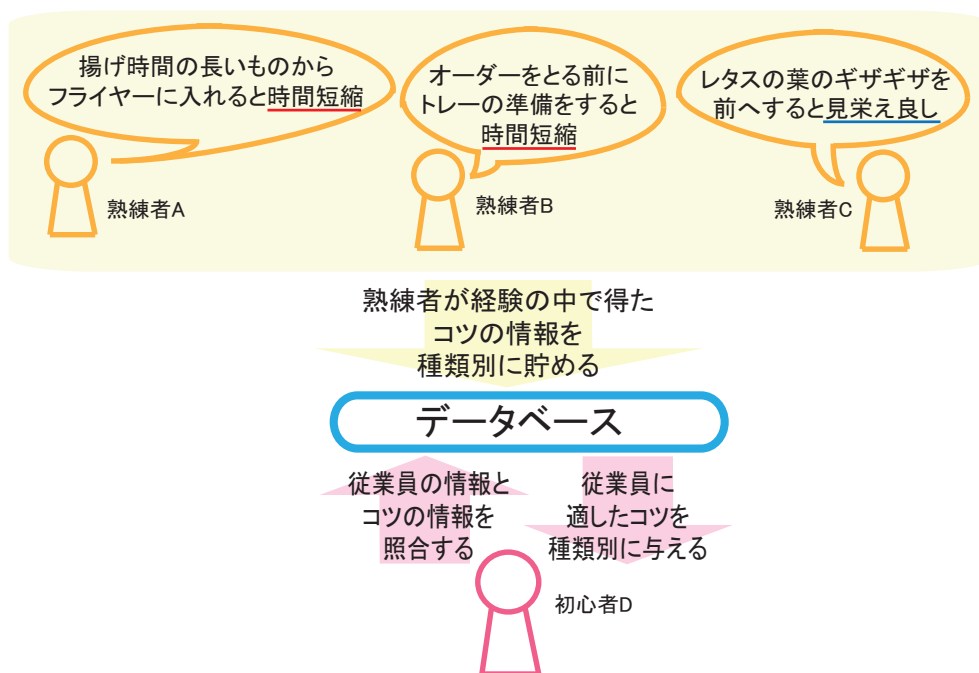 揚げ時間の長いものから
フライヤーに入れると時間短縮
オーダーをとる前に
トレーの準備をすると
時間短縮
レタスの葉のギザギザを
前へすると見栄え良し
熟練者A
熟練者B
熟練者C
熟練者が経験の中で得た
コツの情報を
種類別に貯める
データベース
従業員の情報と
コツの情報を
照合する
従業員に
適したコツを
種類別に与える
初心者D